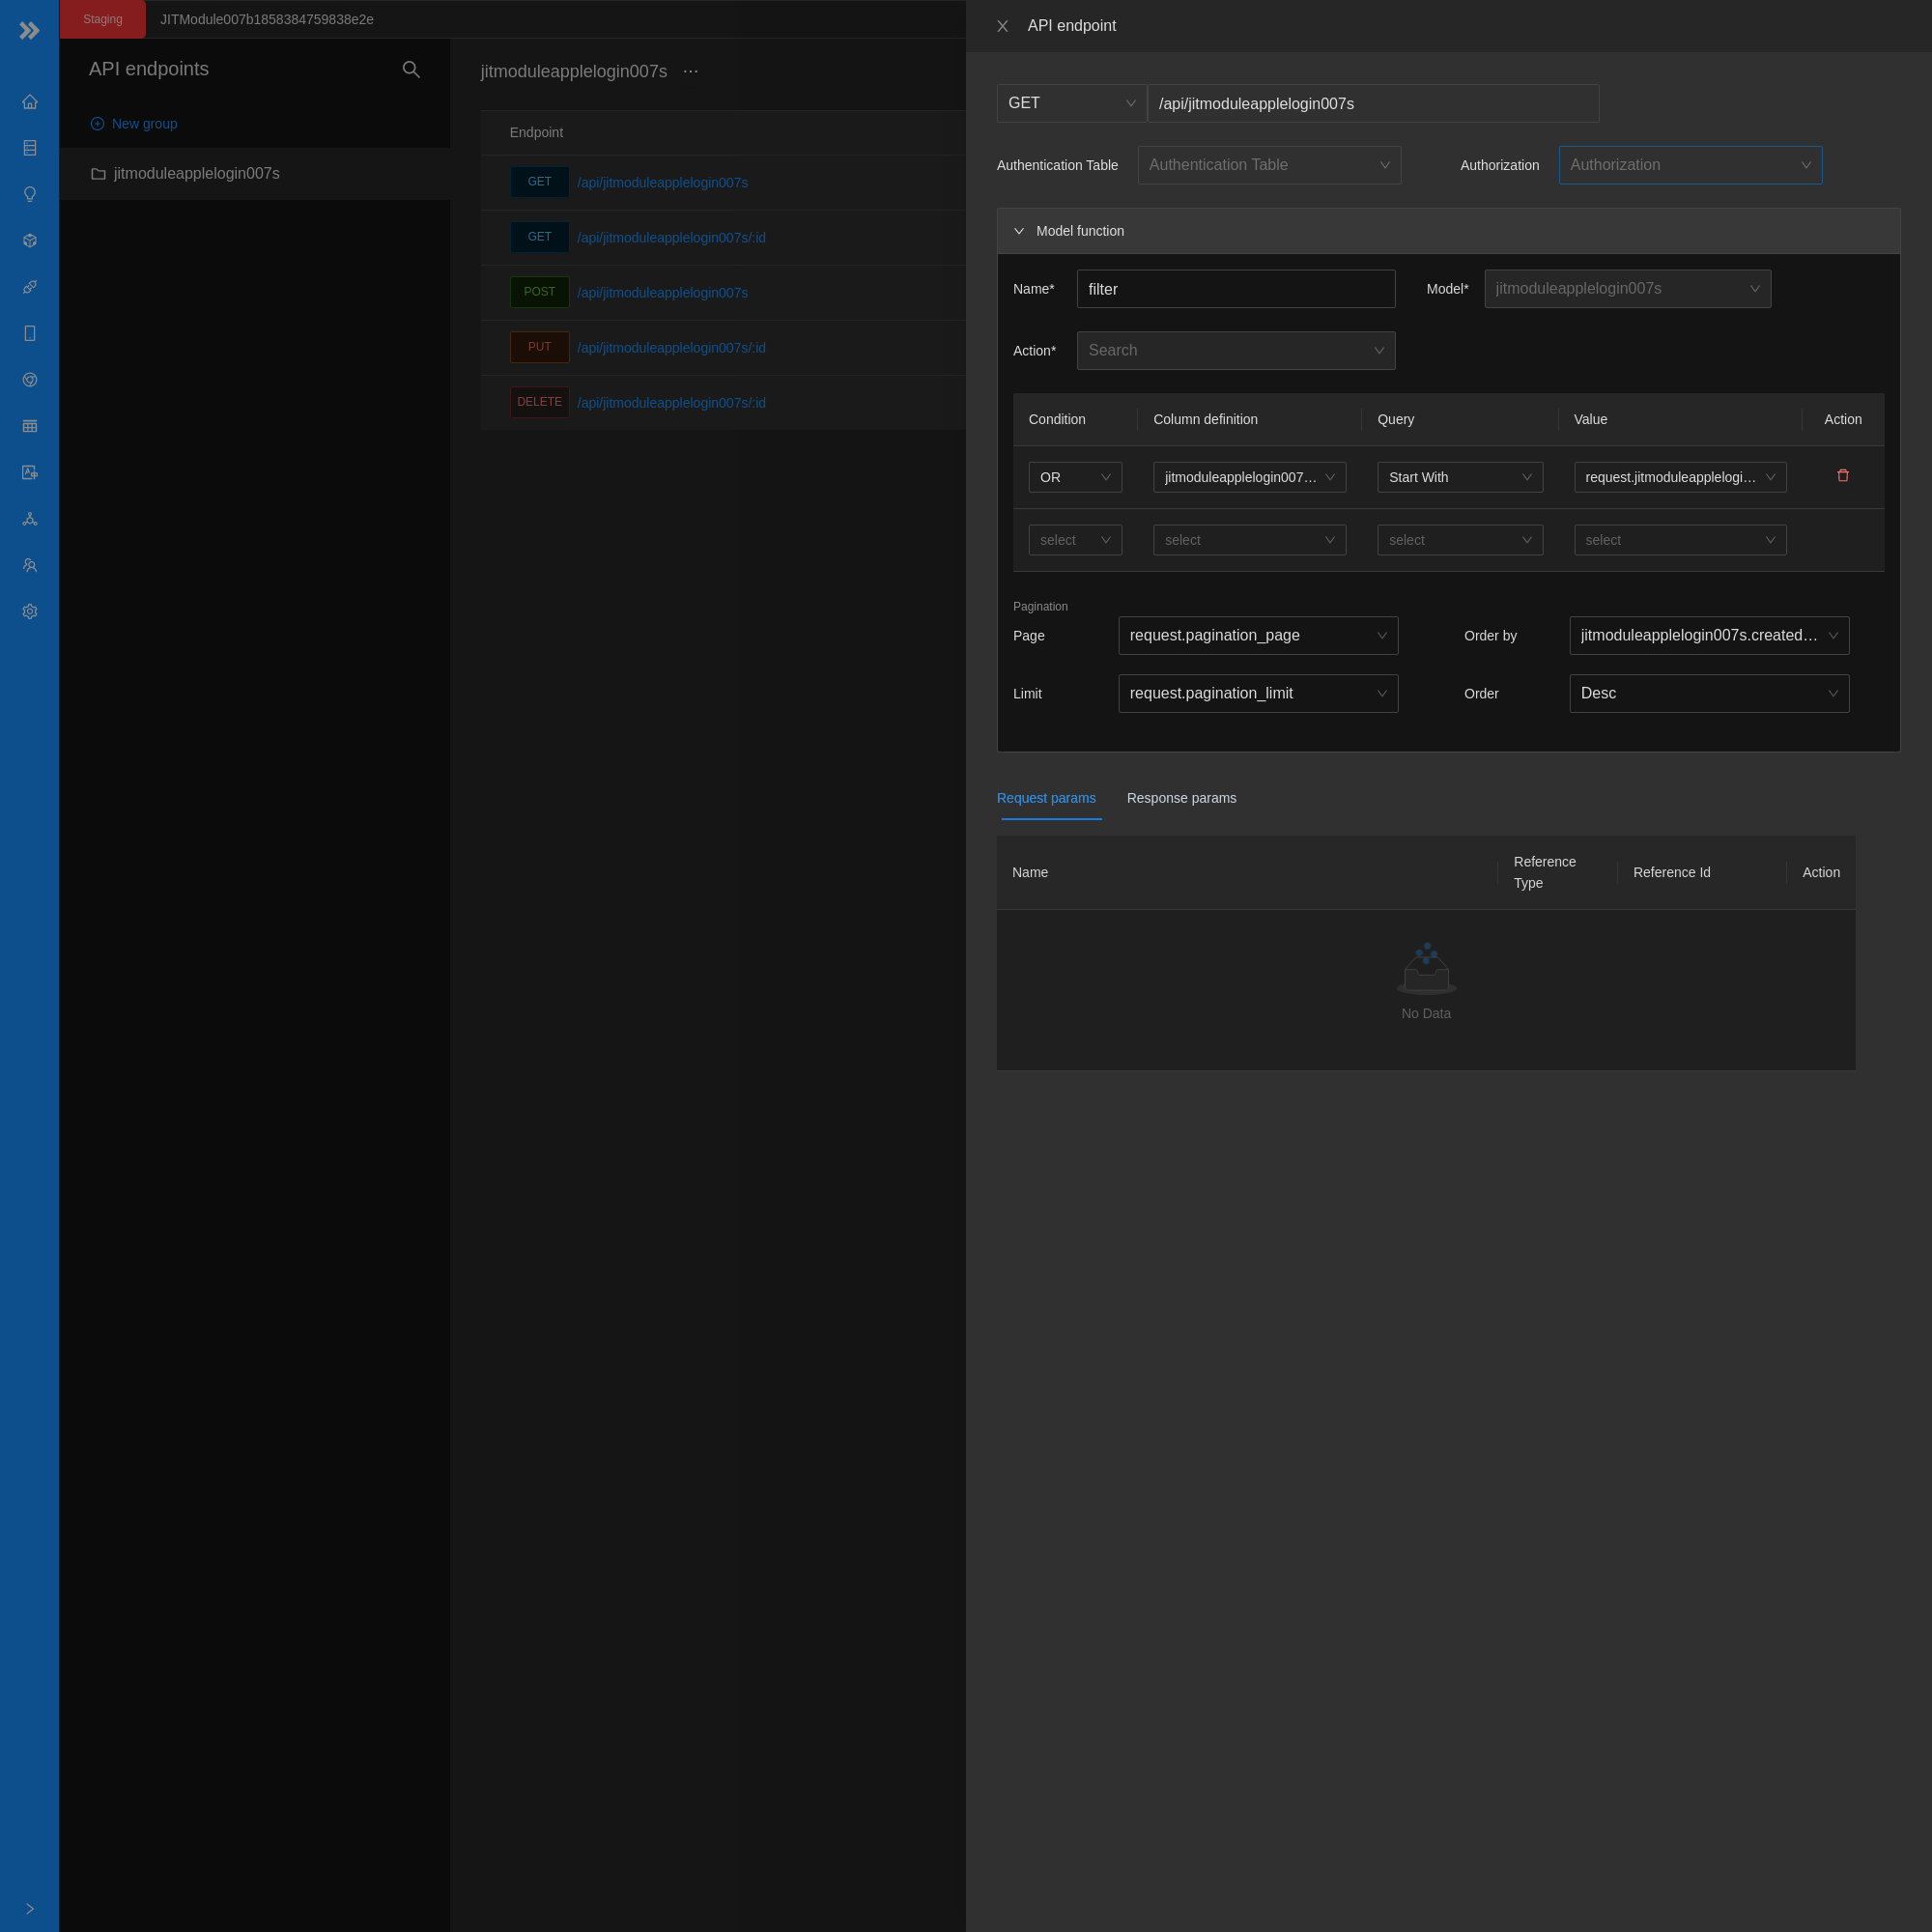 Staging
JITModule007b1858384759838e2e
API endpoints
New group
jitmoduleapplelogin007s
jitmoduleapplelogin007s ...
Endpoint
GET /api/jitmoduleapplelogin007s
GET /api/jitmoduleapplelogin007s/:id
POST /api/jitmoduleapplelogin007s
PUT /api/jitmoduleapplelogin007s/:id
DELETE /api/jitmoduleapplelogin007s/:id
API endpoint
GET /api/jitmoduleapplelogin007s
Authentication Table Authentication Table Authorization Authorization
Model function
Name* filter Model* jitmoduleapplelogin007s
Action* Search
Condition Column definition Query Value Action
OR jitmoduleapplelogin007... Start With request.jitmoduleapplelogi...
select select select select
Pagination
Page request.pagination_page Order by jitmoduleapplelogin007s.created...
Limit request.pagination_limit Order Desc
Request params Response params
Name Reference Type Reference Id Action
No Data